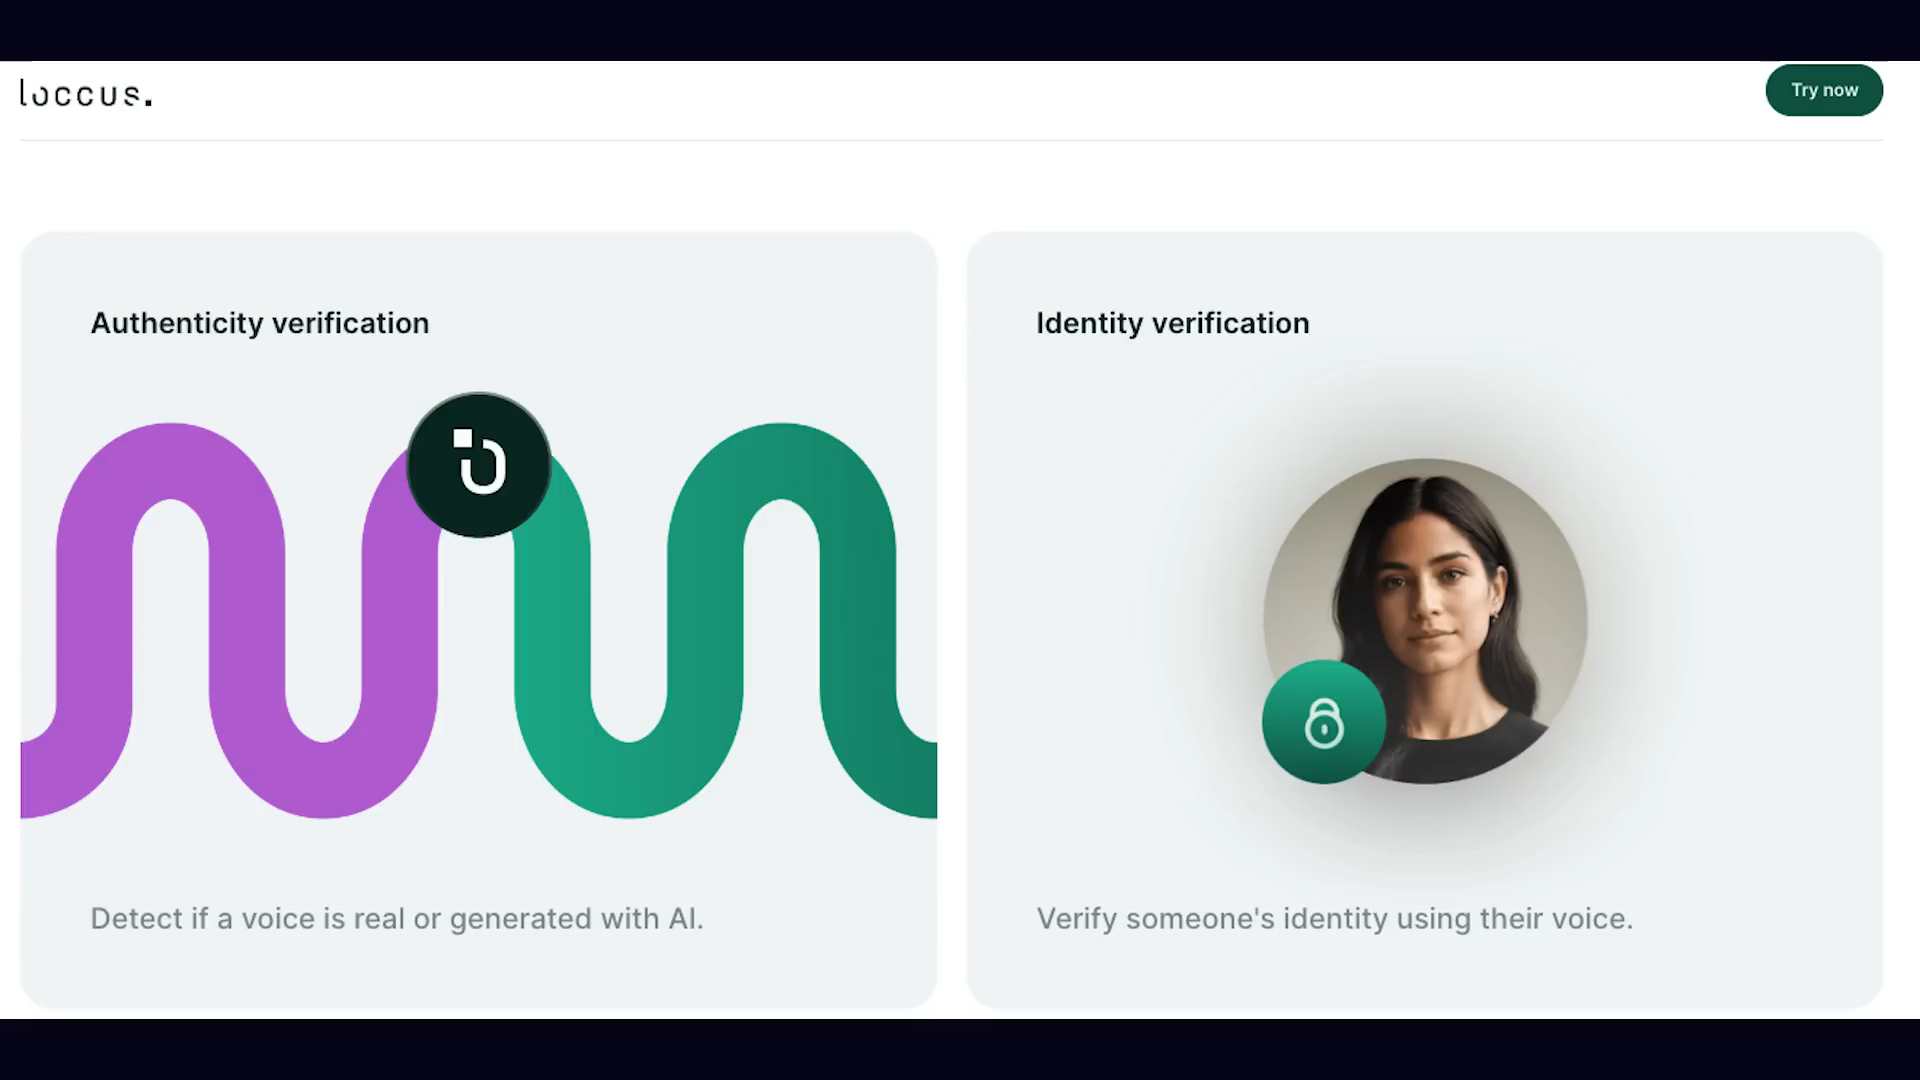 loccus.
Try now
Authenticity verification
Identity verification
Detect if a voice is real or generated with AI.
Verify someone's identity using their voice.